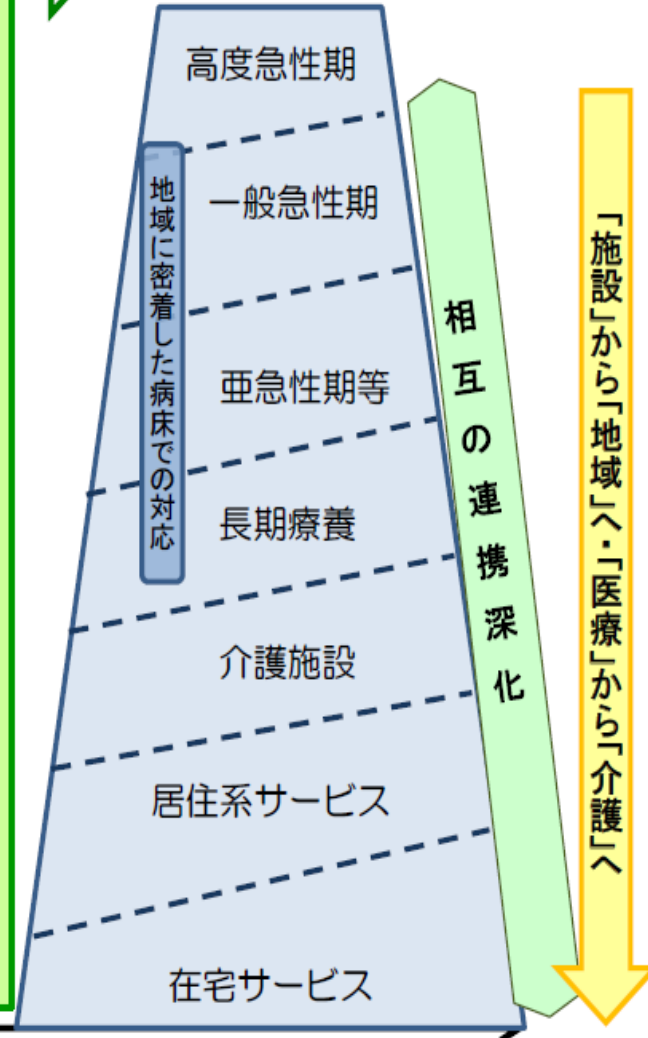 高度急性期
一般急性期
亜急性期等
長期療養
介護施設
居住系サービス
在宅サービス
地域に密着した病床での対応
相互の連携深化
「施設」から「地域」へ・「医療」から「介護」へ